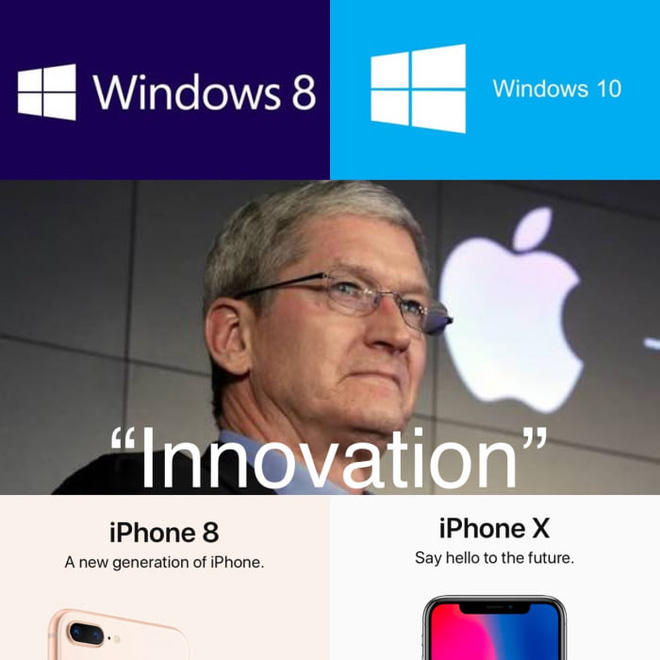 Windows 8
Windows 10
“Innovation”
iPhone 8
A new generation of iPhone.
iPhone X
Say hello to the future.